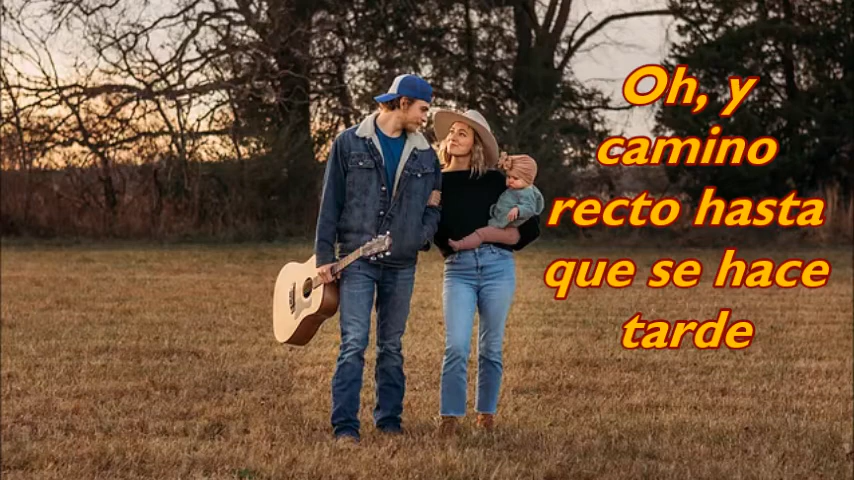 Oh, y
camino
recto hasta
que se hace
tarde